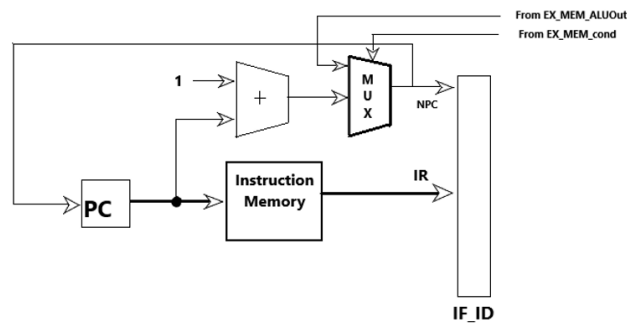 From EX_MEM_ALUOut
From EX_MEM_cond
1
+
M
U
X
NPC
PC
Instruction
Memory
IR
IF_ID